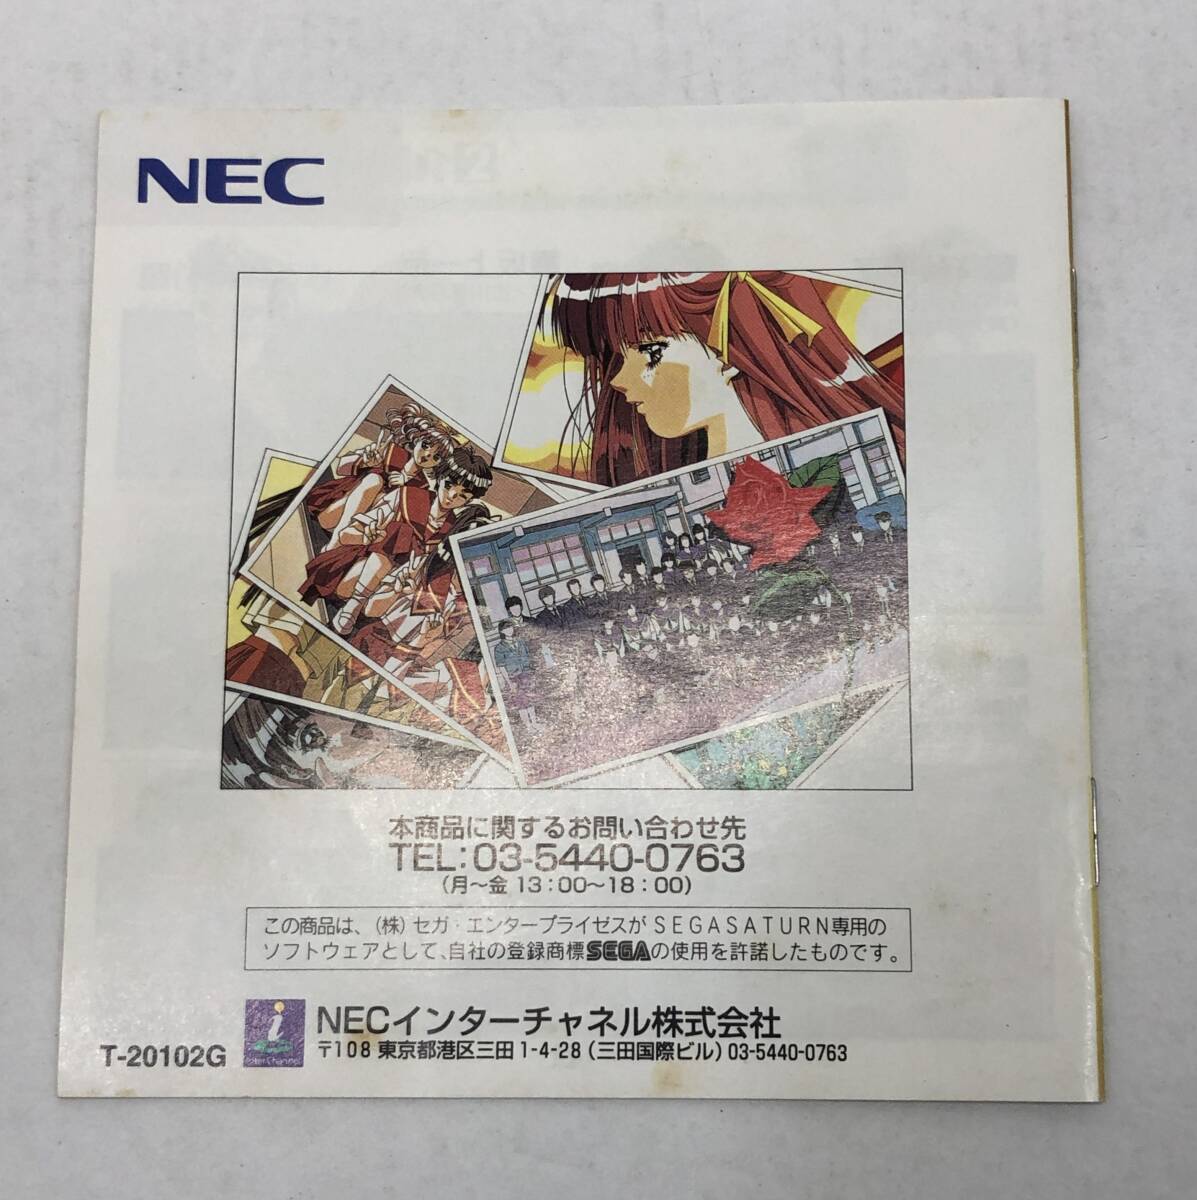 NEC
本商品に関するお問い合わせ先
TEL:03-5440-0763
(月〜金 13:00〜18:00)
この商品は、(株)セガ・エンタープライゼスがSEGASATURN専用の
ソフトウェアとして、自社の登録商標SEGAの使用を許諾したものです。
T-20102G
i
Inter Channel
NECインターチャネル株式会社
〒108 東京都港区三田1-4-28(三田国際ビル)03-5440-0763